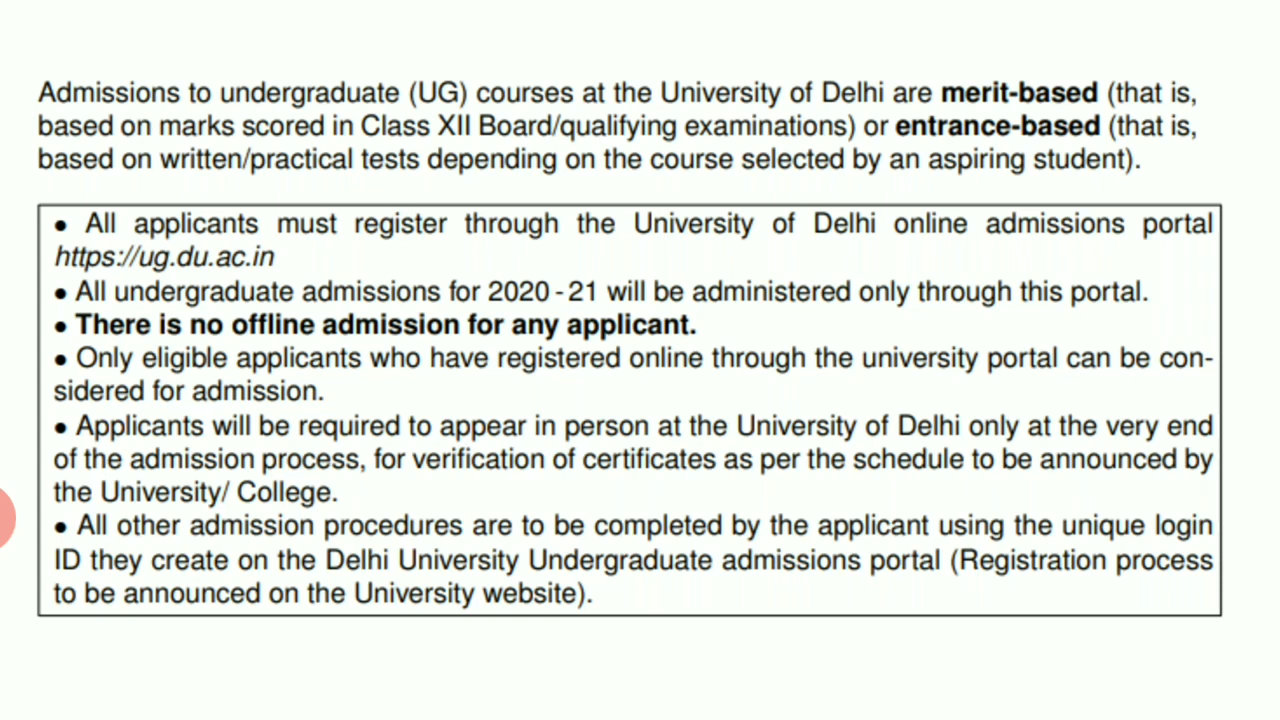 Admissions to undergraduate (UG) courses at the University of Delhi are merit-based (that is,
based on marks scored in Class XII Board/qualifying examinations) or entrance-based (that is,
based on written/practical tests depending on the course selected by an aspiring student).
• All applicants must register through the University of Delhi online admissions portal
https://ug.du.ac.in
• All undergraduate admissions for 2020-21 will be administered only through this portal.
• There is no offline admission for any applicant.
• Only eligible applicants who have registered online through the university portal can be con-
sidered for admission.
• Applicants will be required to appear in person at the University of Delhi only at the very end
of the admission process, for verification of certificates as per the schedule to be announced by
the University/ College.
• All other admission procedures are to be completed by the applicant using the unique login
ID they create on the Delhi University Undergraduate admissions portal (Registration process
to be announced on the University website).